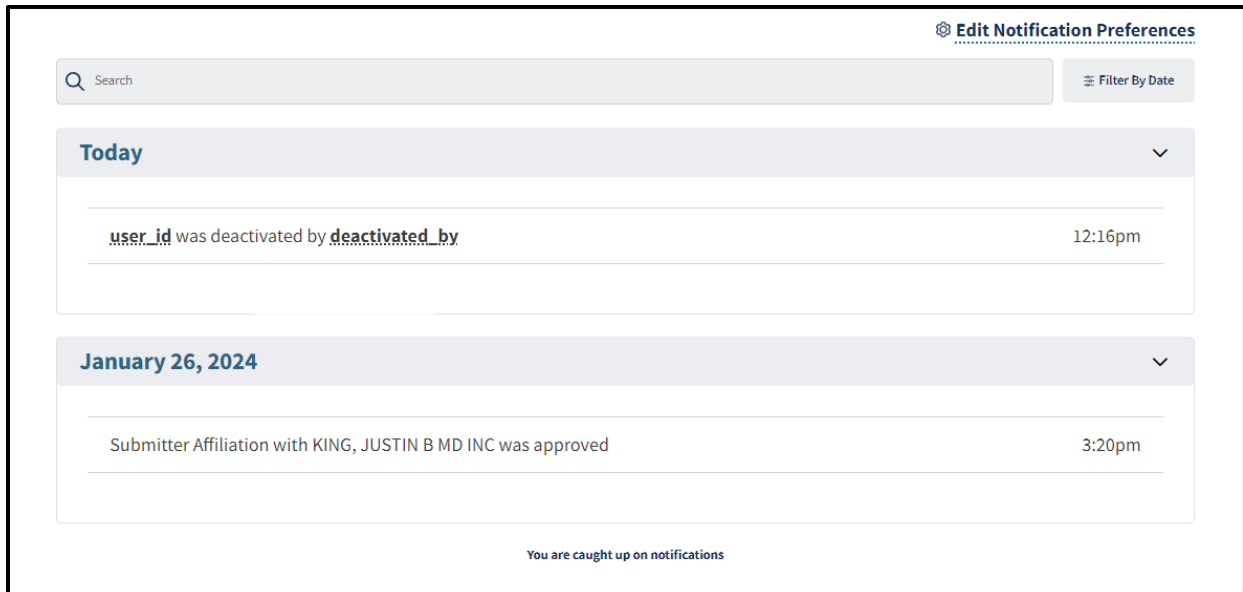 Edit Notification Preferences
Search
Filter By Date
Today
user_id was deactivated by deactivated_by 12:16pm
January 26, 2024
Submitter Affiliation with KING, JUSTIN B MD INC was approved 3:20pm
You are caught up on notifications